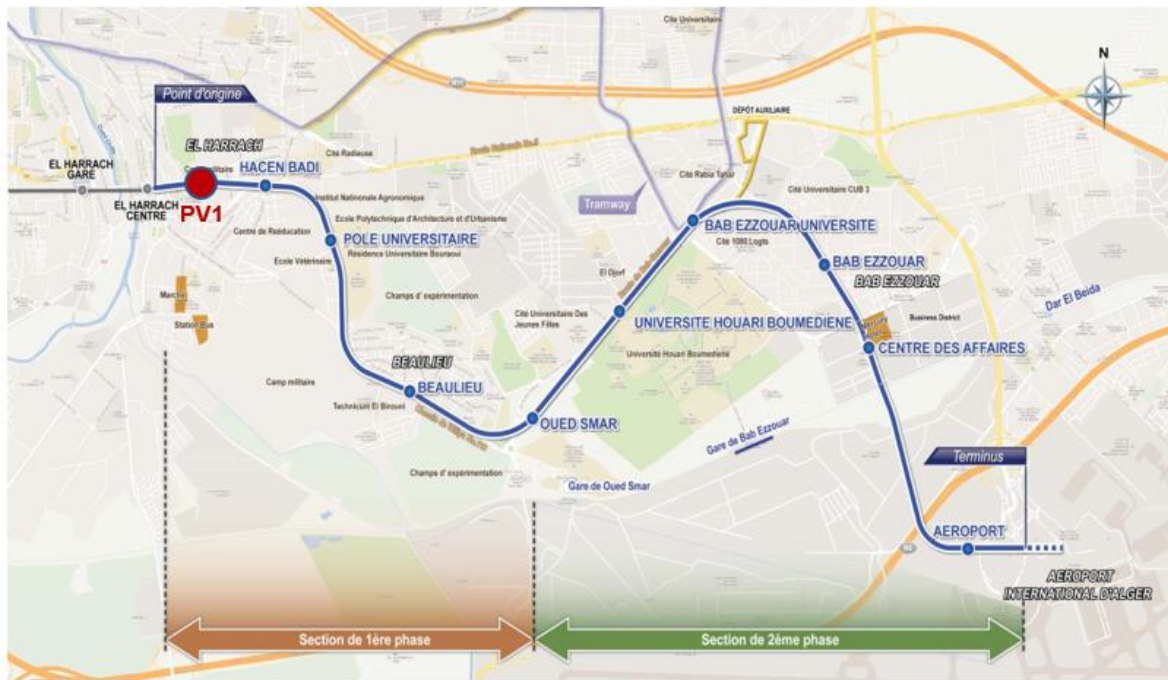 Cité Universitaire
N
Point d'origine
DÉPÔT AUXILIAIRE
EL HARRACH
Cité Radieuse
EL HARRACH
GARE
HACEN BADI
Cité Rabia Tahar
Cité Universitaire CUB 3
Institut Nationale Agronomique
Tramway
EL HARRACH
CENTRE
PV1
Ecole Polytechnique d'Architecture et d'Urbanisme
BAB EZZOUAR UNIVERSITE
Centre de Rééducation
POLE UNIVERSITAIRE
Cité 1080 Logts
Résidence Universitaire Bouraoui
Ecole Vétérinaire
BAB EZZOUAR
El Djorf
BAB EZZOUAR
Marché
Champs d' expérimentation
Dar El Beida
Cité Universitaire Des
Jeunes Filles
UNIVERSITE HOUARI BOUMEDIENE
Business District
Station Bus
CENTRE DES AFFAIRES
Université Houari Boumediene
BEAULIEU
Camp militaire
BEAULIEU
Technicum El Birouni
OUED SMAR
Gare de Bab Ezzouar
Terminus
Champs d' expérimentation
Gare de Oued Smar
AEROPORT
AEROPORT
INTERNATIONAL D'ALGER
Section de 1ère phase
Section de 2ème phase